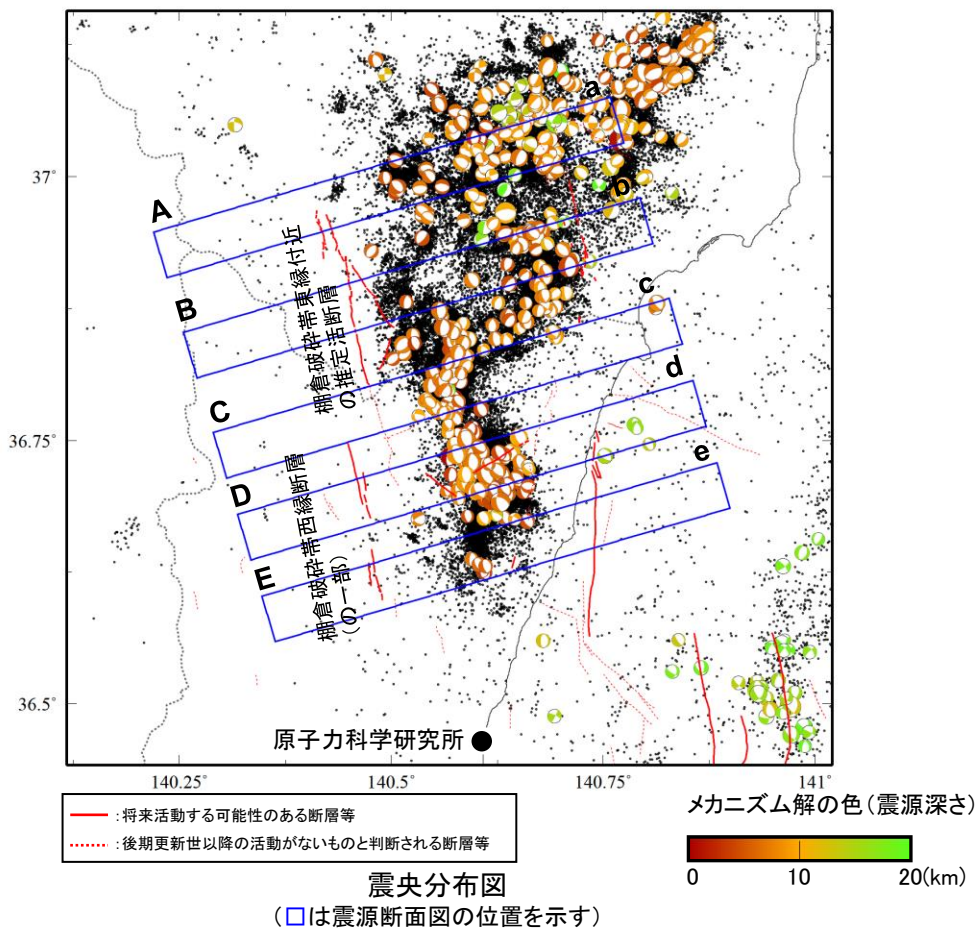 a
37°
A
b
B
棚倉破砕帯東縁付近
の推定活断層
c
d
C
36.75°
e
D
棚倉破砕帯西縁断層
(の一部)
E
36.5°
原子力科学研究所
140.25°
140.5°
140.75°
141°
:将来活動する可能性のある断層等
:後期更新世以降の活動がないものと判断される断層等
メカニズム解の色(震源深さ)
0
10
20(km)
震央分布図
(□は震源断面図の位置を示す)